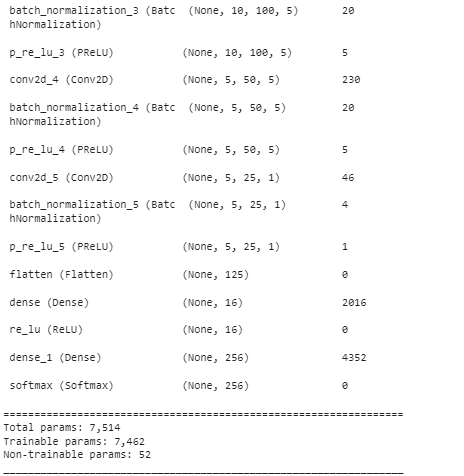 batch_normalization_3 (Batc (None, 10, 100, 5) 20
hNormalization)
p_re_lu_3 (PReLU) (None, 10, 100, 5) 5
conv2d_4 (Conv2D) (None, 5, 50, 5) 230
batch_normalization_4 (Batc (None, 5, 50, 5) 20
hNormalization)
p_re_lu_4 (PReLU) (None, 5, 50, 5) 5
conv2d_5 (Conv2D) (None, 5, 25, 1) 46
batch_normalization_5 (Batc (None, 5, 25, 1) 4
hNormalization)
p_re_lu_5 (PReLU) (None, 5, 25, 1) 1
flatten (Flatten) (None, 125) 0
dense (Dense) (None, 16) 2016
re_lu (ReLU) (None, 16) 0
dense_1 (Dense) (None, 256) 4352
softmax (Softmax) (None, 256) 0
=================================================================
Total params: 7,514
Trainable params: 7,462
Non-trainable params: 52
_________________________________________________________________